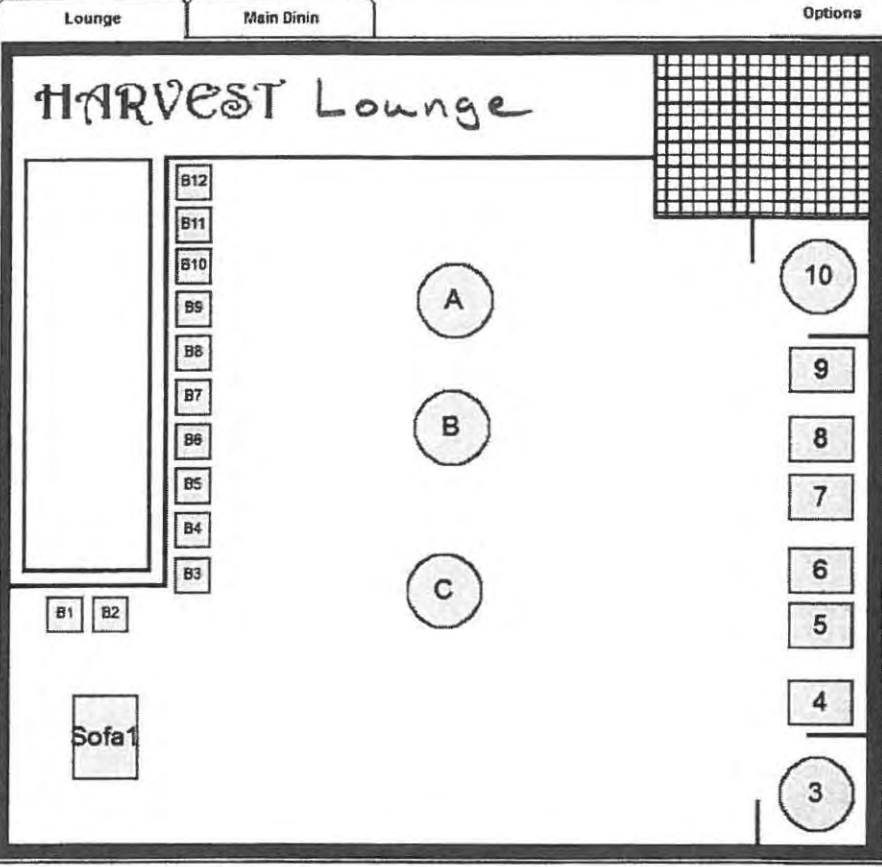 Lounge Main Dinin Options
HARVEST Lounge
B12
B11
B10
B9
B8
B7
B6
B5
B4
B3
B1 B2
Sofa1
A
B
C
10
9
8
7
6
5
4
3